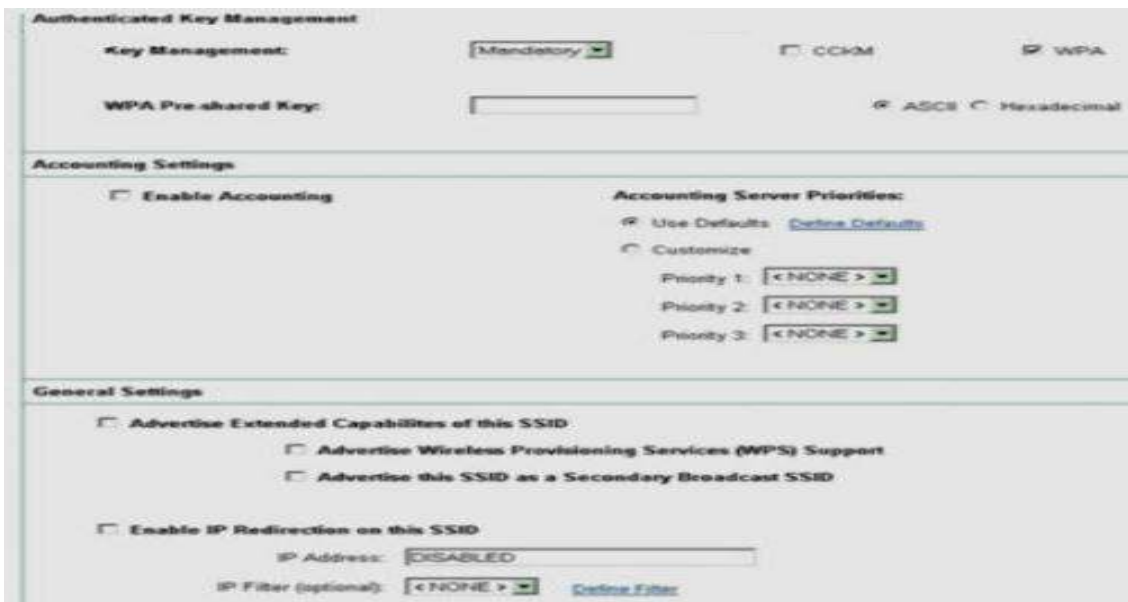 Authenticated Key Management
Key Management: Mandatory CCKM WPA
WPA Pre-shared Key: ASCII Hexadecimal
Accounting Settings
Enable Accounting Accounting Server Priorities:
Use Defaults Define Defaults
Customize
Priority 1: < NONE >
Priority 2: < NONE >
Priority 3: < NONE >
General Settings
Advertise Extended Capabilites of this SSID
Advertise Wireless Provisioning Services (WPS) Support
Advertise this SSID as a Secondary Broadcast SSID
Enable IP Redirection on this SSID
IP Address: DISABLED
IP Filter (optional): < NONE > Define Filter